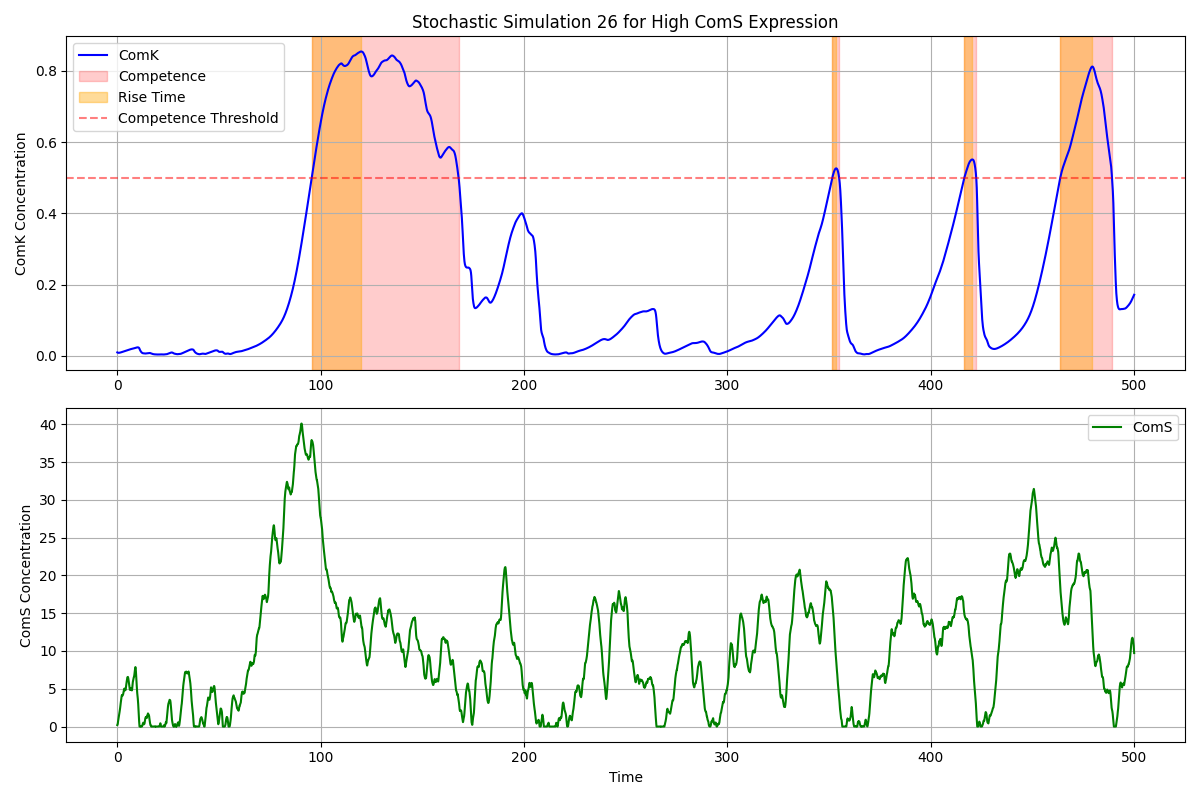 Stochastic Simulation 26 for High ComS Expression
ComK
Competence
Rise Time
Competence Threshold
ComK Concentration
0.8
0.6
0.4
0.2
0.0
0 100 200 300 400 500
ComS
ComS Concentration
40
35
30
25
20
15
10
5
0
0 100 200 300 400 500
Time